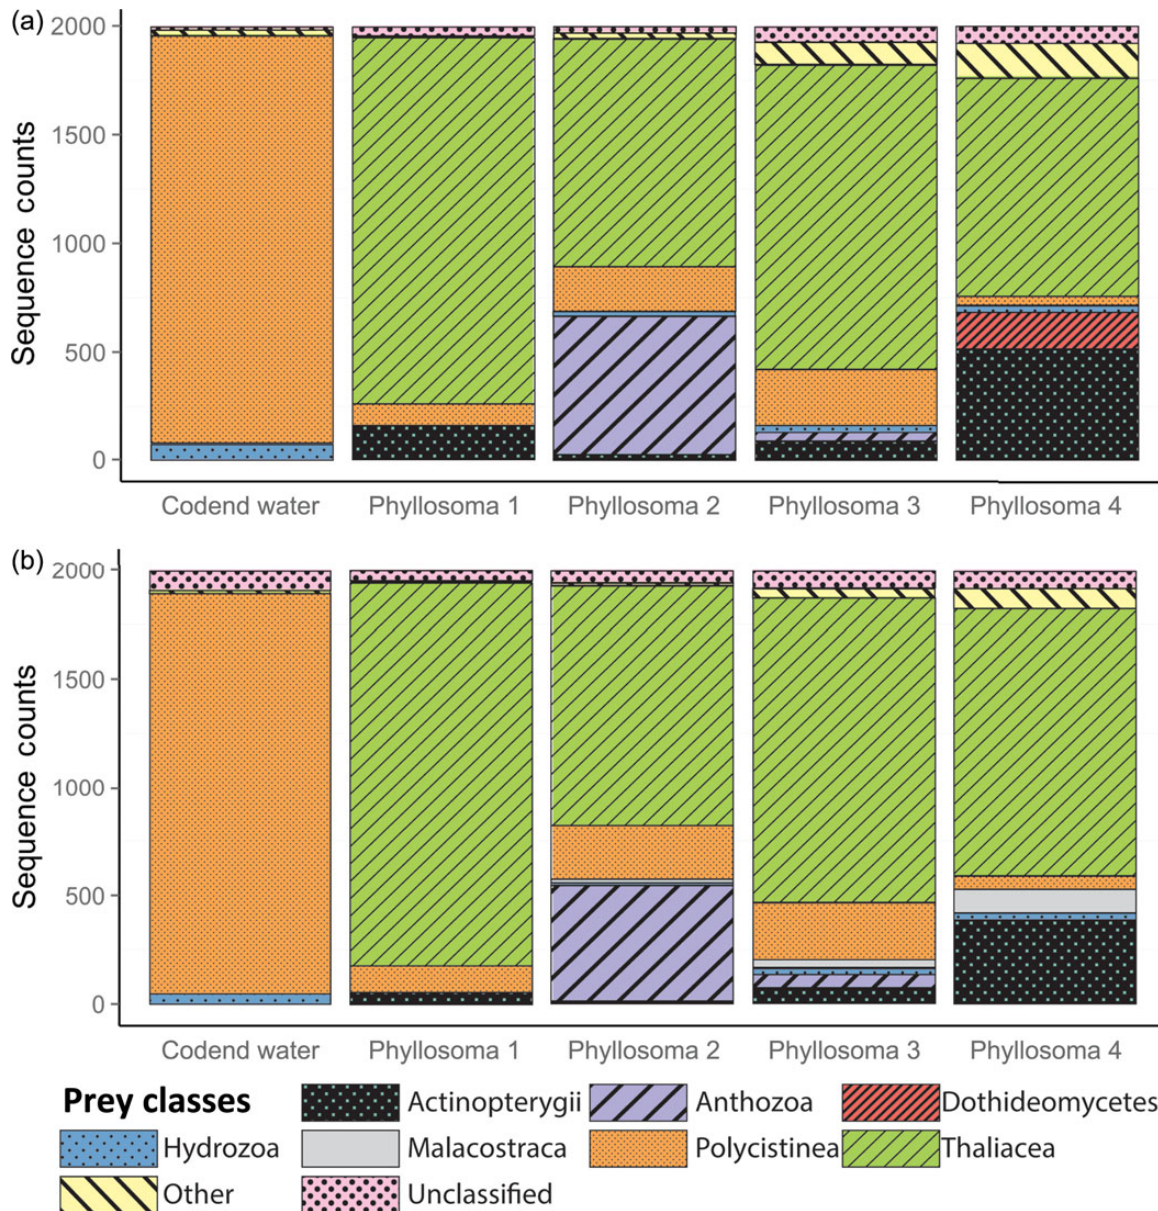 (a)
Sequence counts
2000
1500
1000
500
0
Codend water Phyllosoma 1 Phyllosoma 2 Phyllosoma 3 Phyllosoma 4
(b)
Sequence counts
2000
1500
1000
500
0
Codend water Phyllosoma 1 Phyllosoma 2 Phyllosoma 3 Phyllosoma 4
Prey classes Actinopterygii Anthozoa Dothideomycetes
Hydrozoa Malacostraca Polycistinea Thaliacea
Other Unclassified